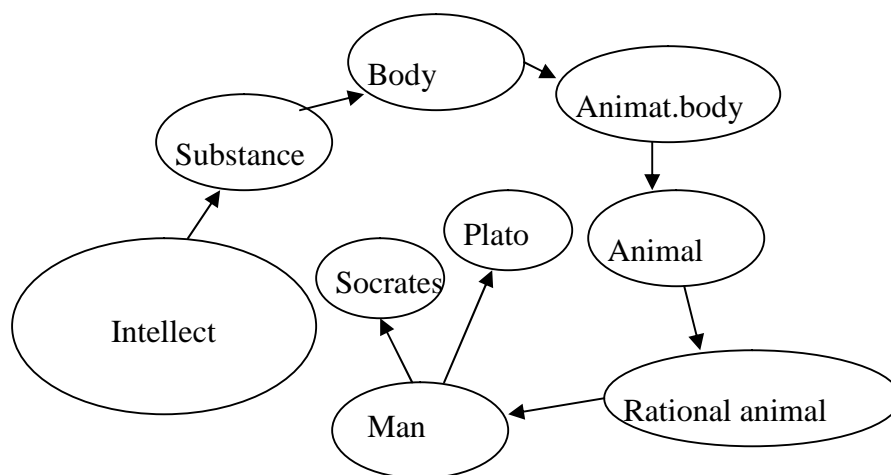 Body
Animat.body
Substance
Plato
Animal
Socrates
Intellect
Man
Rational animal